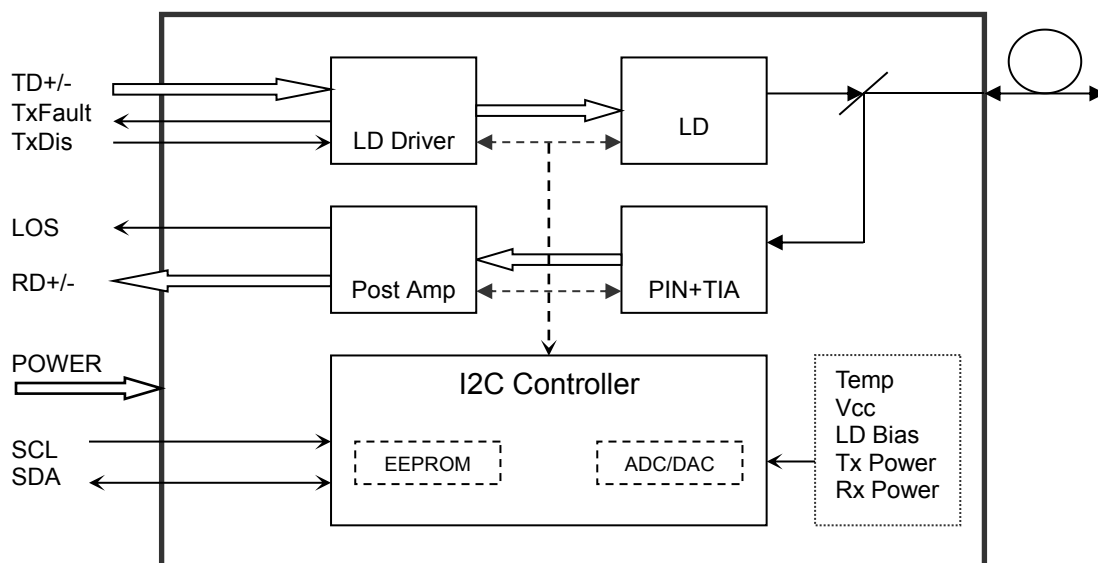 TD+/-
TxFault
TxDis
LD Driver
LD
LOS
RD+/-
Post Amp
PIN+TIA
POWER
I2C Controller
SCL
SDA
EEPROM
ADC/DAC
Temp
Vcc
LD Bias
Tx Power
Rx Power